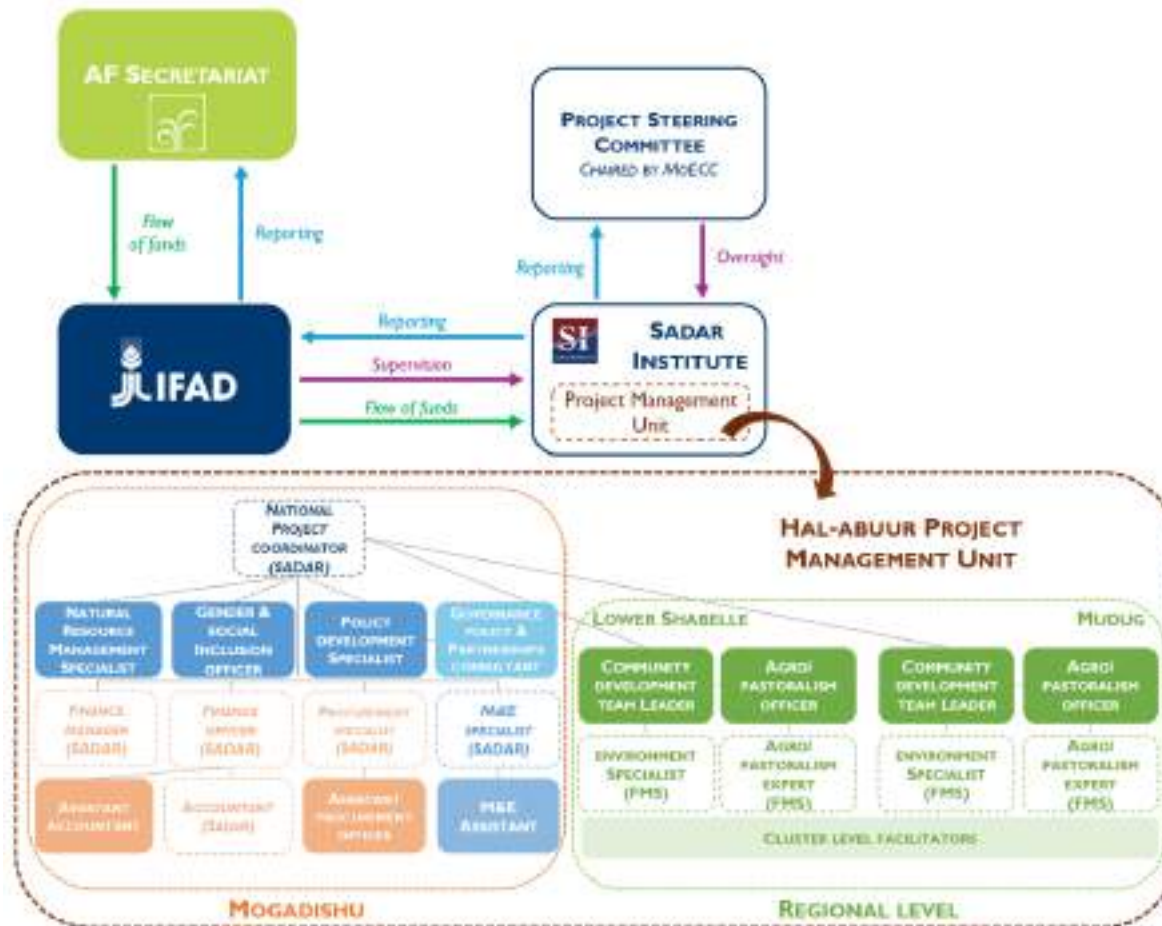 AF SECRETARIAT
PROJECT STEERING
COMMITTEE
CHAIRED BY MOECC
Flow
of funds
Reporting
Reporting
Oversight
IFAD
Reporting
Supervision
Flow of funds
SI
SADAR
INSTITUTE
Project Management
Unit
HAL-ABUUR PROJECT
MANAGEMENT UNIT
NATIONAL
PROJECT
COORDINATOR
(SADAR)
NATURAL
RESOURCE
MANAGEMENT
SPECIALIST
GENDER &
SOCIAL
INCLUSION
OFFICER
POLICY
DEVELOPMENT
SPECIALIST
GOVERNANCE
POLICY &
PARTNERSHIPS
CONSULTANT
FINANCE
MANAGER
(SADAR)
FINANCE
OFFICER
(SADAR)
PROCUREMENT
SPECIALIST
(SADAR)
M&E
SPECIALIST
(SADAR)
ASSISTANT
ACCOUNTANT
ACCOUNTANT
(SADAR)
ASSISTANT
PROCUREMENT
OFFICER
M&E
ASSISTANT
MOGADISHU
LOWER SHABELLE
MUDUG
COMMUNITY
DEVELOPMENT
TEAM LEADER
AGROI
PASTORALISM
OFFICER
COMMUNITY
DEVELOPMENT
TEAM LEADER
AGROI
PASTORALISM
OFFICER
ENVIRONMENT
SPECIALIST
(FMS)
AGROI
PASTORALISM
EXPERT
(FMS)
ENVIRONMENT
SPECIALIST
(FMS)
AGROI
PASTORALISM
EXPERT
(FMS)
CLUSTER LEVEL FACILITATORS
REGIONAL LEVEL